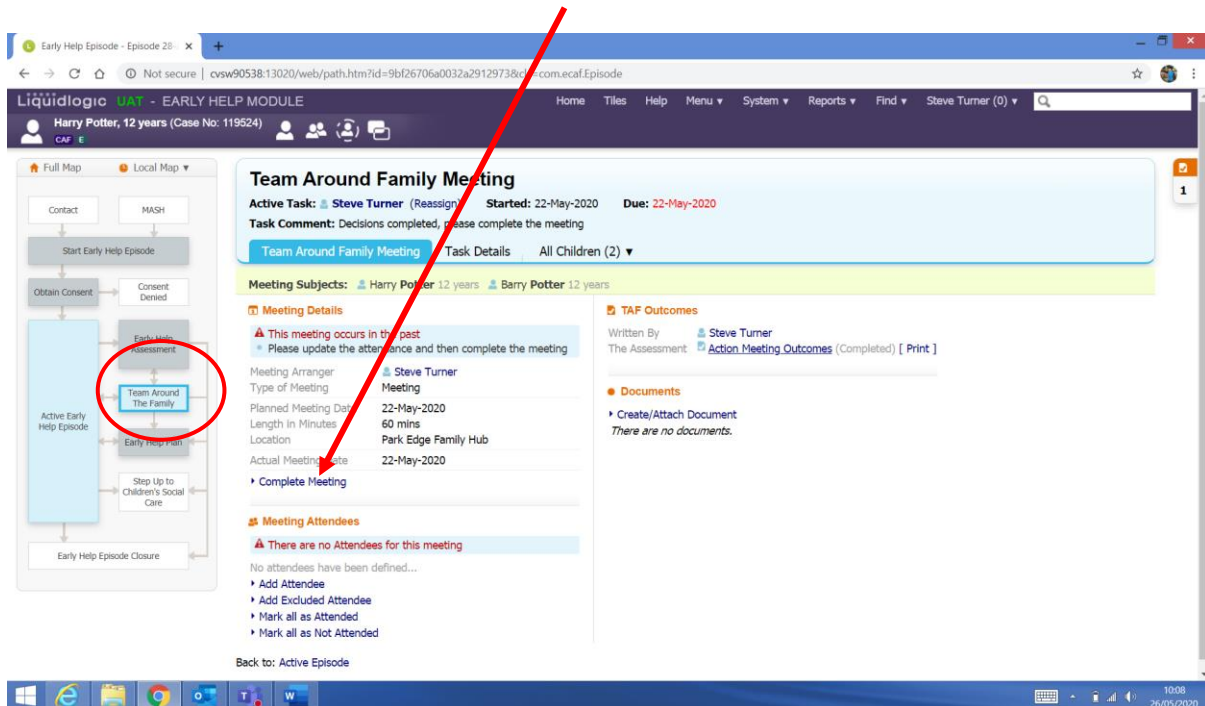 Early Help Episode - Episode 28-
Not secure | cvsw90538:13020/web/path.htm?id=9bf26706a0032a2912973&cl =com.ecaf.Episode
Liquidlogic UAT - EARLY HELP MODULE
Home Tiles Help Menu System Reports Find Steve Turner (0)
Harry Potter, 12 years (Case No: 119524)
CAF E
Full Map Local Map
Contact
MASH
Start Early Help Episode
Obtain Consent
Consent
Denied
Early Help
Assessment
Team Around
The Family
Active Early
Help Episode
Early Help Plan
Step Up to
Children's Social
Care
Early Help Episode Closure
Team Around Family Meeting
Active Task: Steve Turner (Reassign) Started: 22-May-2020 Due: 22-May-2020
Task Comment: Decisions completed, please complete the meeting
Team Around Family Meeting Task Details All Children (2)
Meeting Subjects: Harry Potter 12 years Barry Potter 12 years
Meeting Details
This meeting occurs in the past
Please update the attendance and then complete the meeting
Meeting Arranger Steve Turner
Type of Meeting Meeting
Planned Meeting Date 22-May-2020
Length in Minutes 60 mins
Location Park Edge Family Hub
Actual Meeting Date 22-May-2020
Complete Meeting
Meeting Attendees
There are no Attendees for this meeting
No attendees have been defined...
Add Attendee
Add Excluded Attendee
Mark all as Attended
Mark all as Not Attended
Back to: Active Episode
TAF Outcomes
Written By Steve Turner
The Assessment Action Meeting Outcomes (Completed) [ Print ]
Documents
Create/Attach Document
There are no documents.
1
10:08
26/05/2020